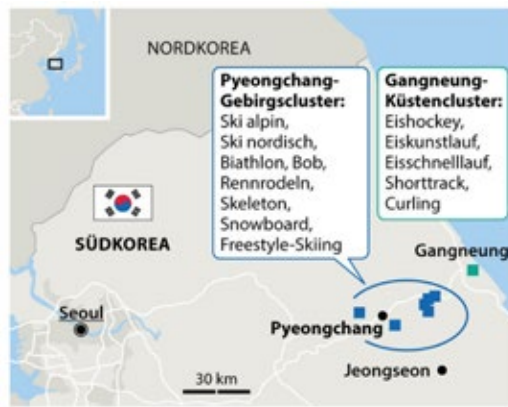 NORDKOREA
Pyeongchang-
Gebirgscluster:
Ski alpin,
Ski nordisch,
Biathlon, Bob,
Rennrodeln,
Skeleton,
Snowboard,
Freestyle-Skiing
Gangneung-
Küstencluster:
Eishockey,
Eiskunstlauf,
Eisschnelllauf,
Shorttrack,
Curling
SÜDKOREA
Gangneung
Seoul
Pyeongchang
Jeongseon
30 km